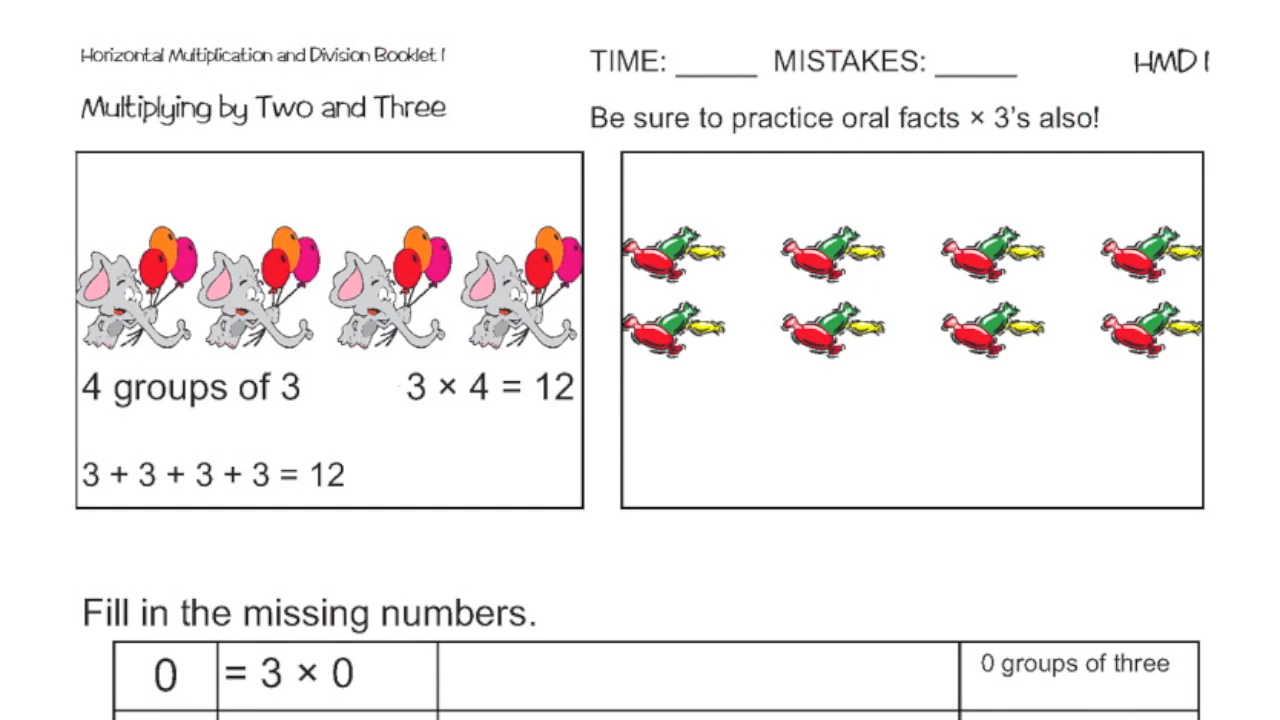 Horizontal Multiplication and Division Booklet 1
TIME: _____ MISTAKES: _____
HMD 1
Multiplying by Two and Three
Be sure to practice oral facts × 3's also!
4 groups of 3
3 × 4 = 12
3 + 3 + 3 + 3 = 12
Fill in the missing numbers.
0
= 3 × 0
0 groups of three